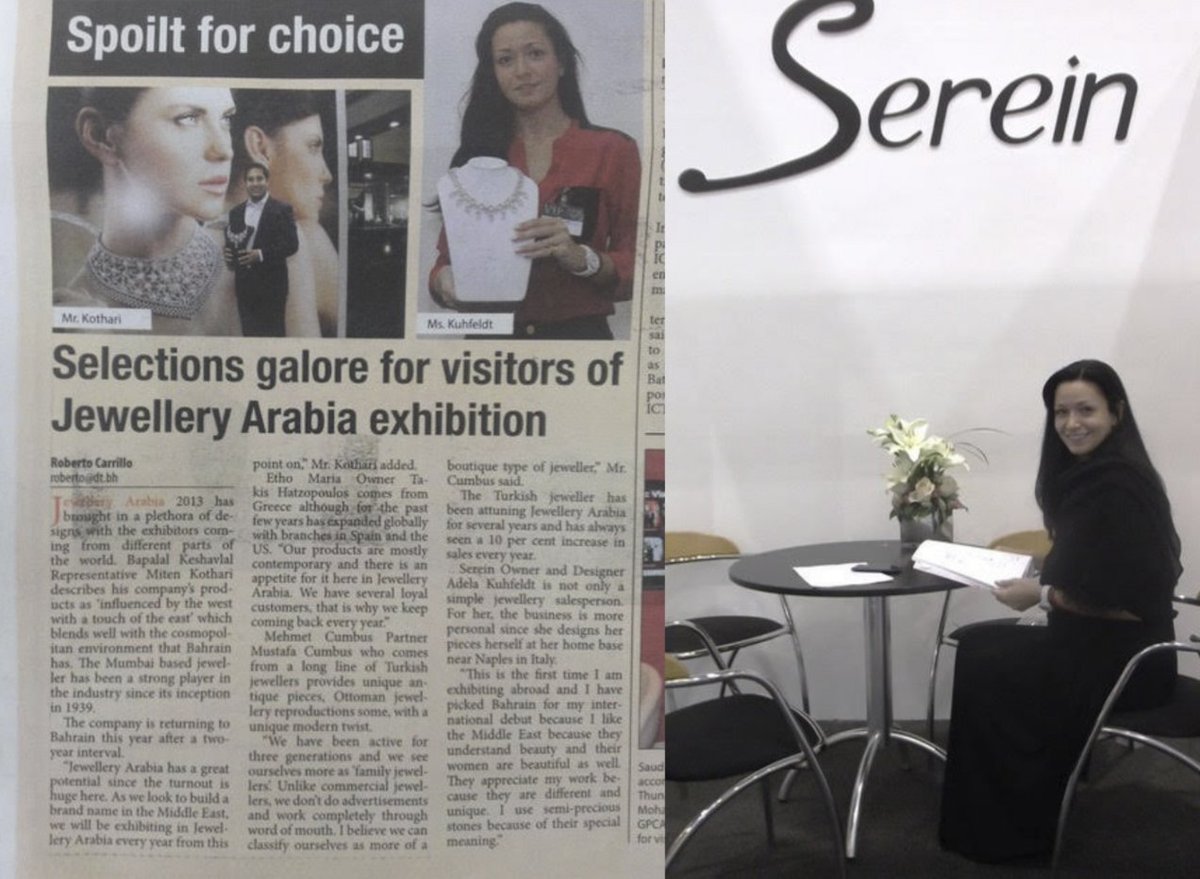 Spoilt for choice
Mr. Kothari
Ms. Kuhfeldt
Selections galore for visitors of
Jewellery Arabia exhibition
Roberto Carrillo
roberto@dt.bh
Jewellery Arabia 2013 has
brought in a plethora of de-
signs with the exhibitors com-
ing from different parts of
the world. Bapalal Keshavlal
Representative Miten Kothari
describes his company's prod-
ucts as 'influenced by the west
with a touch of the east' which
blends well with the cosmopol-
itan environment that Bahrain
has. The Mumbai based jewel-
ler has been a strong player in
the industry since its inception
in 1939.
The company is returning to
Bahrain this year after a two-
year interval.
"Jewellery Arabia has a great
potential since the turnout is
huge here. As we look to build a
brand name in the Middle East,
we will be exhibiting in Jewel-
lery Arabia every year from this
point on," Mr. Kothari added.
Etho Maria Owner Ta-
kis Hatzopoulos comes from
Greece although for the past
few years has expanded globally
with branches in Spain and the
US. "Our products are mostly
contemporary and there is an
appetite for it here in Jewellery
Arabia. We have several loyal
customers, that is why we keep
coming back every year."
Mehmet Cumbus Partner
Mustafa Cumbus who comes
from a long line of Turkish
jewellers provides unique an-
tique pieces, Ottoman jewel-
lery reproductions some, with a
unique modern twist.
"We have been active for
three generations and we see
ourselves more as 'family jewel-
lers'. Unlike commercial jewel-
lers, we don't do advertisements
and work completely through
word of mouth. I believe we can
classify ourselves as more of a
boutique type of jeweller," Mr.
Cumbus said.
The Turkish jeweller has
been attuning Jewellery Arabia
for several years and has always
seen a 10 per cent increase in
sales every year.
Serein Owner and Designer
Adela Kuhfeldt is not only a
simple jewellery salesperson.
For her, the business is more
personal since she designs her
pieces herself at her home base
near Naples in Italy.
"This is the first time I am
exhibiting abroad and I have
picked Bahrain for my inter-
national debut because I like
the Middle East because they
understand beauty and their
women are beautiful as well.
They appreciate my work be-
cause they are different and
unique. I use semi-precious
stones because of their special
meaning."
Saud
accor
Thur
Moha
GPCA
for vi
Serein